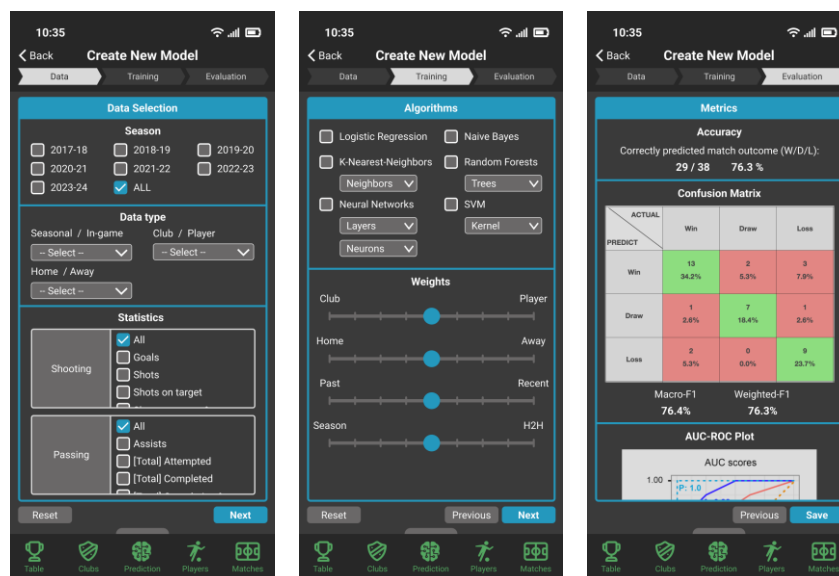 10:35
Back Create New Model
Data Training Evaluation
Data Selection
Season
2017-18 2018-19 2019-20
2020-21 2021-22 2022-23
2023-24 ALL
Data type
Seasonal / In-game Club / Player
-- Select -- -- Select --
Home / Away
-- Select --
Statistics
Shooting
All
Goals
Shots
Shots on target
Passing
All
Assists
[Total] Attempted
[Total] Completed
Reset Next
Table Clubs Prediction Players Matches
10:35
Back Create New Model
Data Training Evaluation
Algorithms
Logistic Regression Naive Bayes
K-Nearest-Neighbors Random Forests
Neighbors Trees
Neural Networks SVM
Layers Kernel
Neurons
Weights
Club Player
Home Away
Past Recent
Season H2H
Reset Previous Next
Table Clubs Prediction Players Matches
10:35
Back Create New Model
Data Training Evaluation
Metrics
Accuracy
Correctly predicted match outcome (W/D/L):
29 / 38 76.3 %
Confusion Matrix
ACTUAL
PREDICT
Win Draw Loss
Win
13 2 3
34.2% 5.3% 7.9%
Draw
1 7 1
2.6% 18.4% 2.6%
Loss
2 0 9
5.3% 0.0% 23.7%
Macro-F1 Weighted-F1
76.4% 76.3%
AUC-ROC Plot
AUC scores
1.00
P: 1.0
Previous Save
Table Clubs Prediction Players Matches